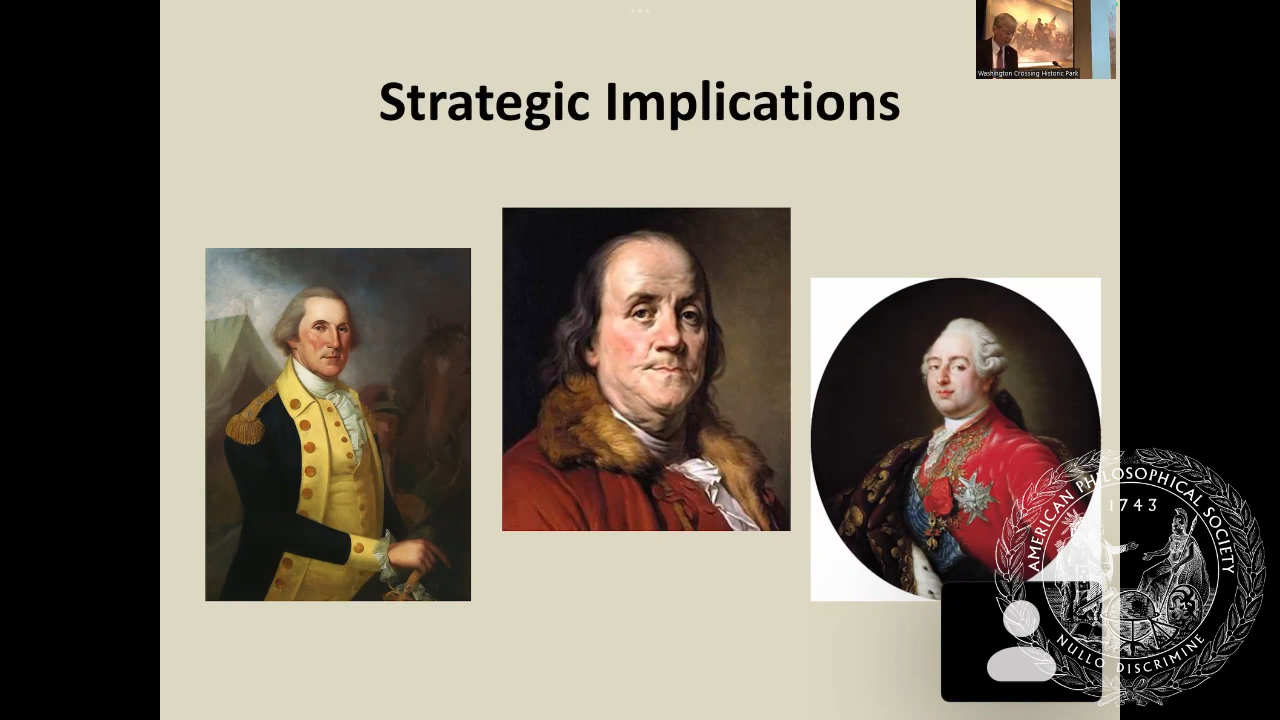 Strategic Implications
Washington Crossing Historic Park
AMERICAN PHILOSOPHICAL SOCIETY
1743
NULLO DISCRIMINE